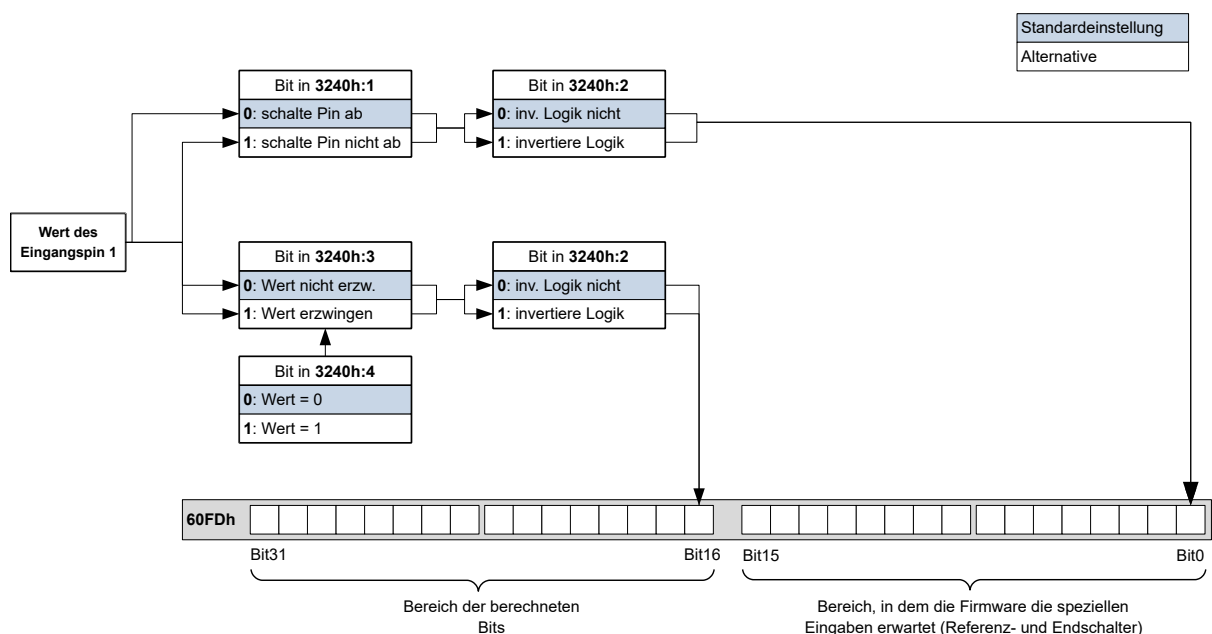 Standardeinstellung
Alternative
Bit in 3240h:1
0: schalte Pin ab
1: schalte Pin nicht ab
Bit in 3240h:2
0: inv. Logik nicht
1: invertiere Logik
Wert des
Eingangspin 1
Bit in 3240h:3
0: Wert nicht erzw.
1: Wert erzwingen
Bit in 3240h:2
0: inv. Logik nicht
1: invertiere Logik
Bit in 3240h:4
0: Wert = 0
1: Wert = 1
60FDh
Bit31
Bit16
Bit15
Bit0
Bereich der berechneten
Bits
Bereich, in dem die Firmware die speziellen
Eingaben erwartet (Referenz- und Endschalter)